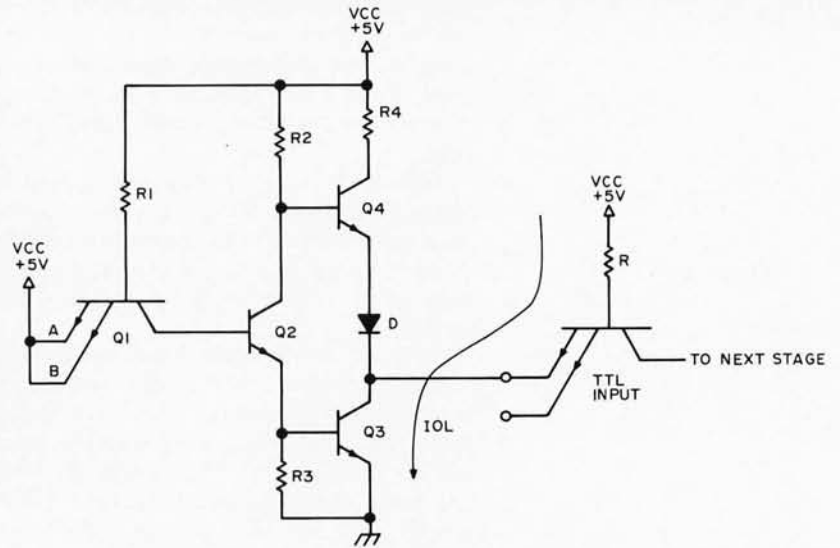 VCC
+5V
R2
R4
R1
Q4
VCC
+5V
R
VCC
+5V
A
Q1
B
Q2
D
TO NEXT STAGE
TTL
INPUT
Q3
IOL
R3